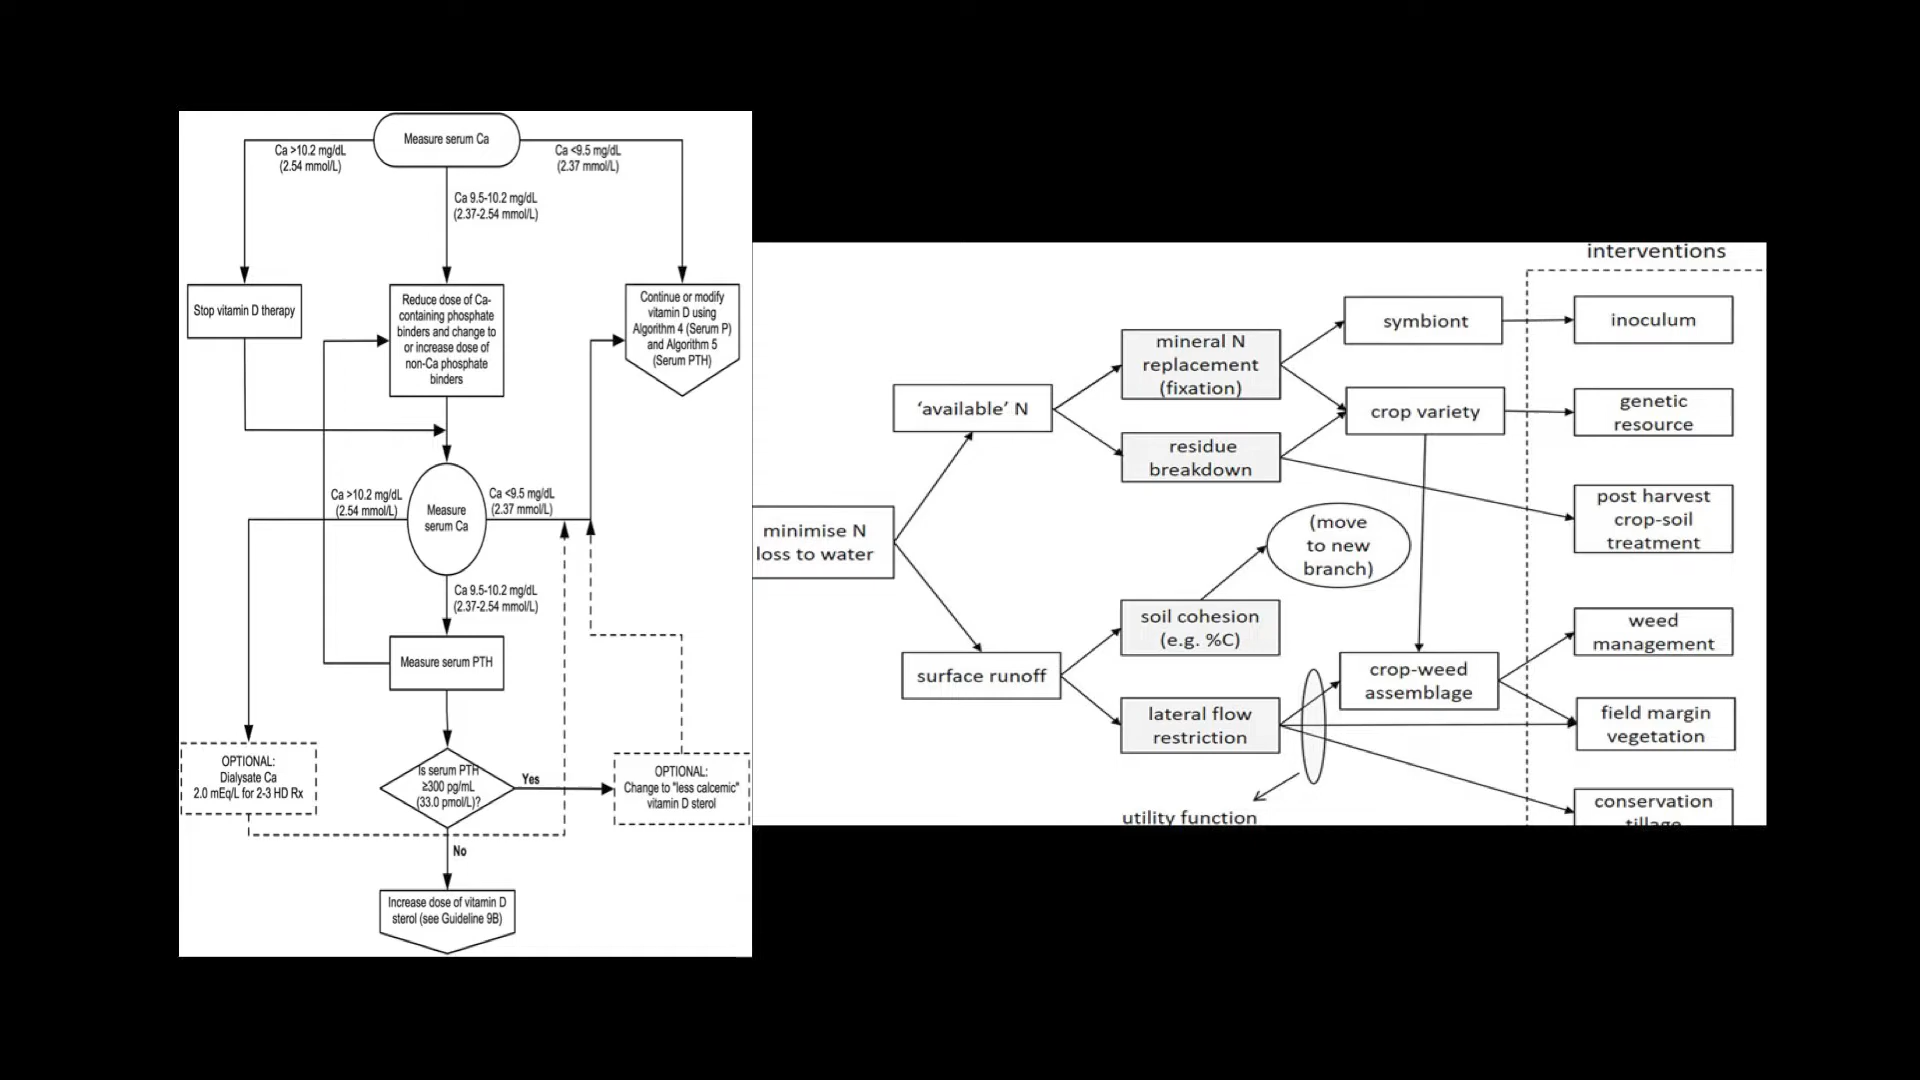 Measure serum Ca
Ca >10.2 mg/dL
(2.54 mmol/L)
Ca <9.5 mg/dL
(2.37 mmol/L)
Ca 9.5-10.2 mg/dL
(2.37-2.54 mmol/L)
Stop vitamin D therapy
Reduce dose of Ca-
containing phosphate
binders and change to
or increase dose of
non-Ca phosphate
binders
Continue or modify
vitamin D using
Algorithm 4 (Serum P)
and Algorithm 5
(Serum PTH)
Ca >10.2 mg/dL
(2.54 mmol/L)
Measure
serum Ca
Ca <9.5 mg/dL
(2.37 mmol/L)
Ca 9.5-10.2 mg/dL
(2.37-2.54 mmol/L)
Measure serum PTH
OPTIONAL:
Dialysate Ca
2.0 mEq/L for 2-3 HD Rx
Is serum PTH
≥300 pg/mL
(33.0 pmol/L)?
Yes
OPTIONAL:
Change to "less calcemic"
vitamin D sterol
No
Increase dose of vitamin D
sterol (see Guideline 9B)
interventions
minimise N
loss to water
‘available’ N
surface runoff
mineral N
replacement
(fixation)
residue
breakdown
soil cohesion
(e.g. %C)
lateral flow
restriction
(move
to new
branch)
utility function
symbiont
crop variety
crop-weed
assemblage
inoculum
genetic
resource
post harvest
crop-soil
treatment
weed
management
field margin
vegetation
conservation
tillage